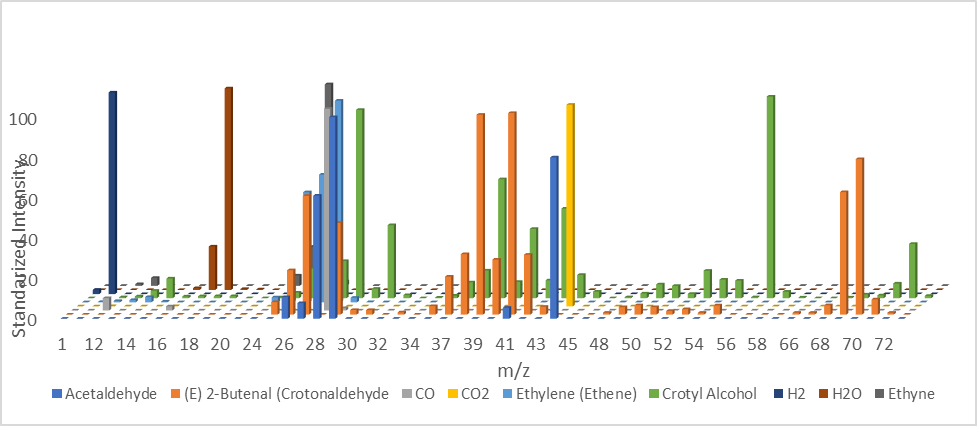 Standarized Intensity
100
80
60
40
20
0
1 12 14 16 18 20 24 26 28 30 32 34 37 39 41 43 45 48 50 52 54 56 58 66 68 70 72
m/z
Acetaldehyde (E) 2-Butenal (Crotonaldehyde CO CO2 Ethylene (Ethene) Crotyl Alcohol H2 H2O Ethyne